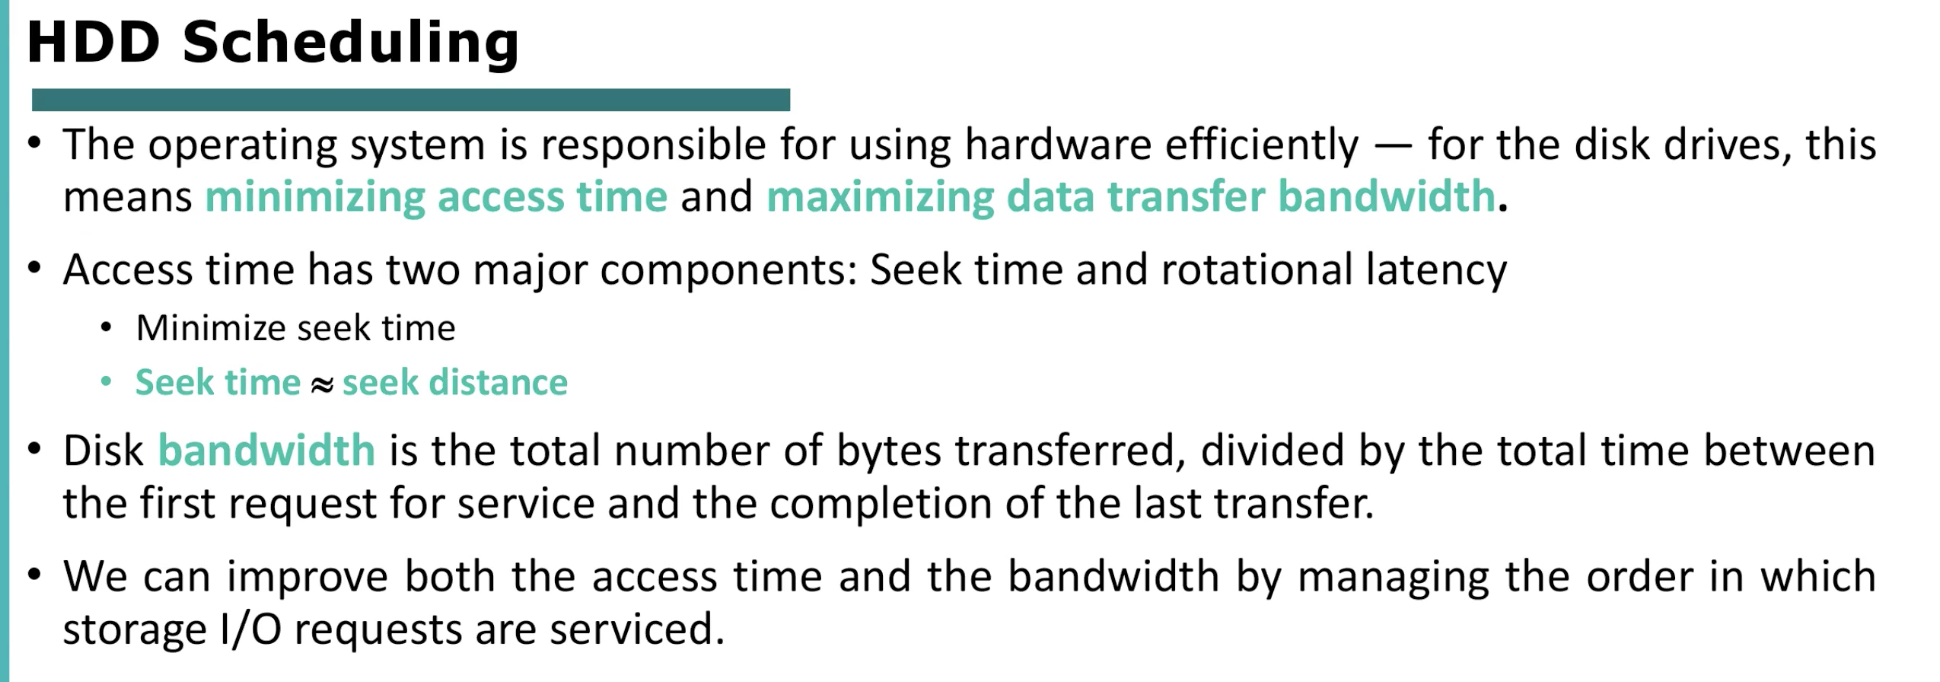 HDD Scheduling
• The operating system is responsible for using hardware efficiently — for the disk drives, this
means minimizing access time and maximizing data transfer bandwidth.
• Access time has two major components: Seek time and rotational latency
• Minimize seek time
• Seek time ≈ seek distance
• Disk bandwidth is the total number of bytes transferred, divided by the total time between
the first request for service and the completion of the last transfer.
• We can improve both the access time and the bandwidth by managing the order in which
storage I/O requests are serviced.